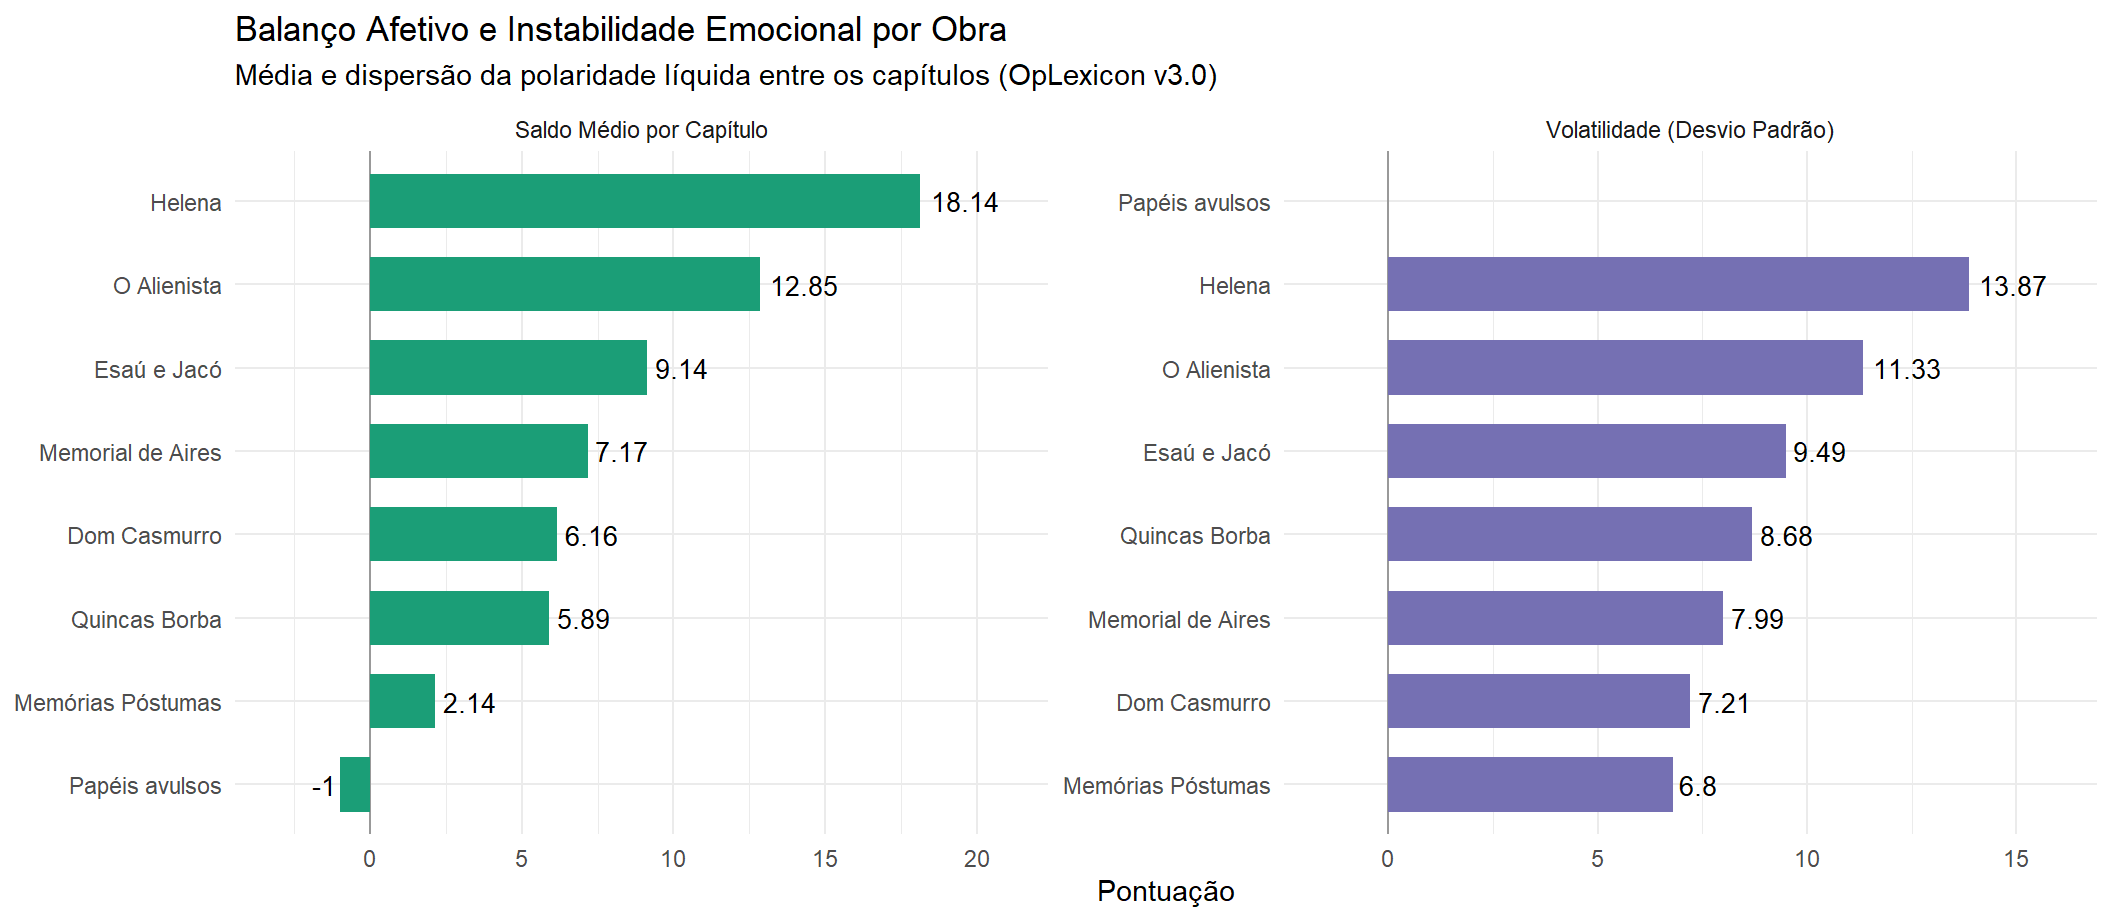 Balanço Afetivo e Instabilidade Emocional por Obra
Média e dispersão da polaridade líquida entre os capítulos (OpLexicon v3.0)
Saldo Médio por Capítulo
Helena 18.14
O Alienista 12.85
Esaú e Jacó 9.14
Memorial de Aires 7.17
Dom Casmurro 6.16
Quincas Borba 5.89
Memórias Póstumas 2.14
Papéis avulsos -1
0 5 10 15 20
Volatilidade (Desvio Padrão)
Papéis avulsos
Helena 13.87
O Alienista 11.33
Esaú e Jacó 9.49
Quincas Borba 8.68
Memorial de Aires 7.99
Dom Casmurro 7.21
Memórias Póstumas 6.8
0 5 10 15
Pontuação